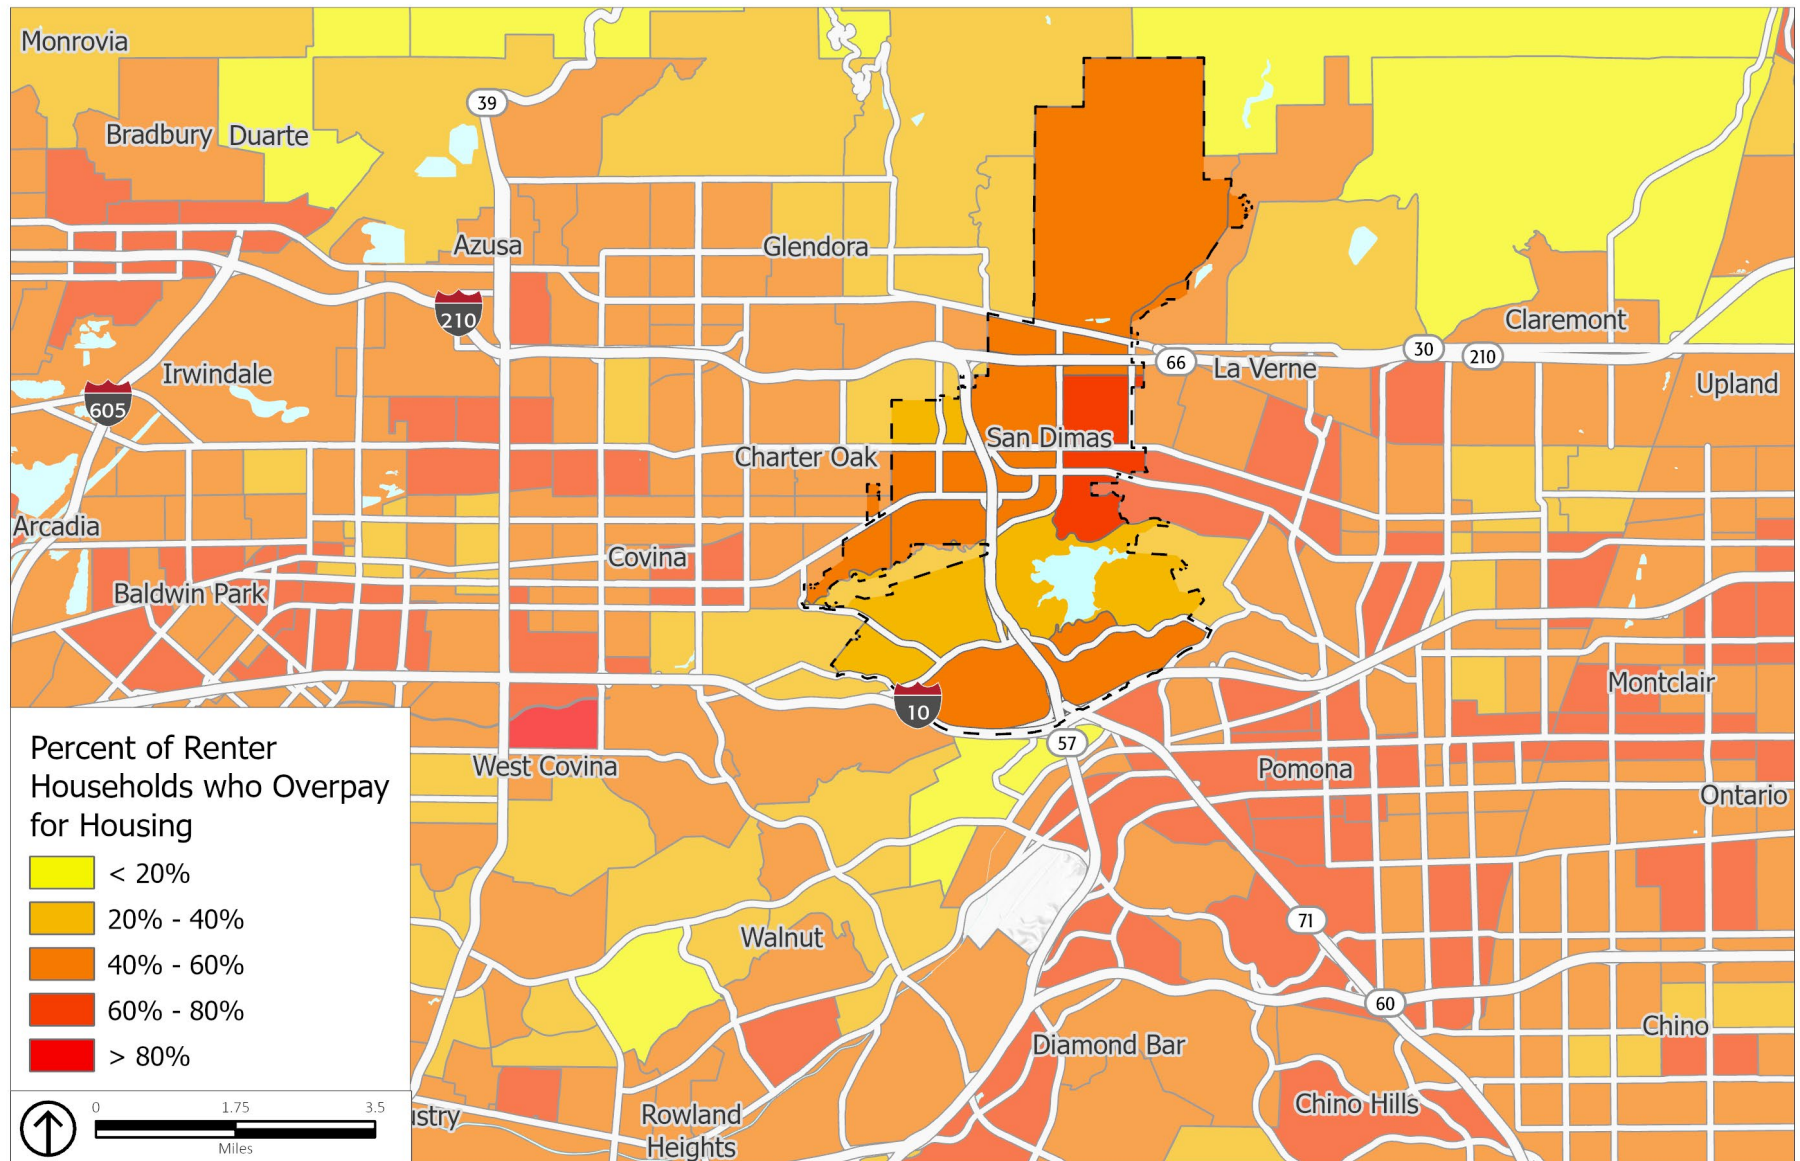 Monrovia
39
Bradbury
Duarte
Azusa
Glendora
210
Claremont
30
210
66
La Verne
Irwindale
605
Upland
San Dimas
Charter Oak
Arcadia
Covina
Baldwin Park
Montclair
10
57
West Covina
Pomona
Ontario
Percent of Renter
Households who Overpay
for Housing
< 20%
20% - 40%
40% - 60%
60% - 80%
> 80%
Walnut
71
60
Chino
Diamond Bar
Chino Hills
ustry
Rowland
Heights
0 1.75 3.5
Miles